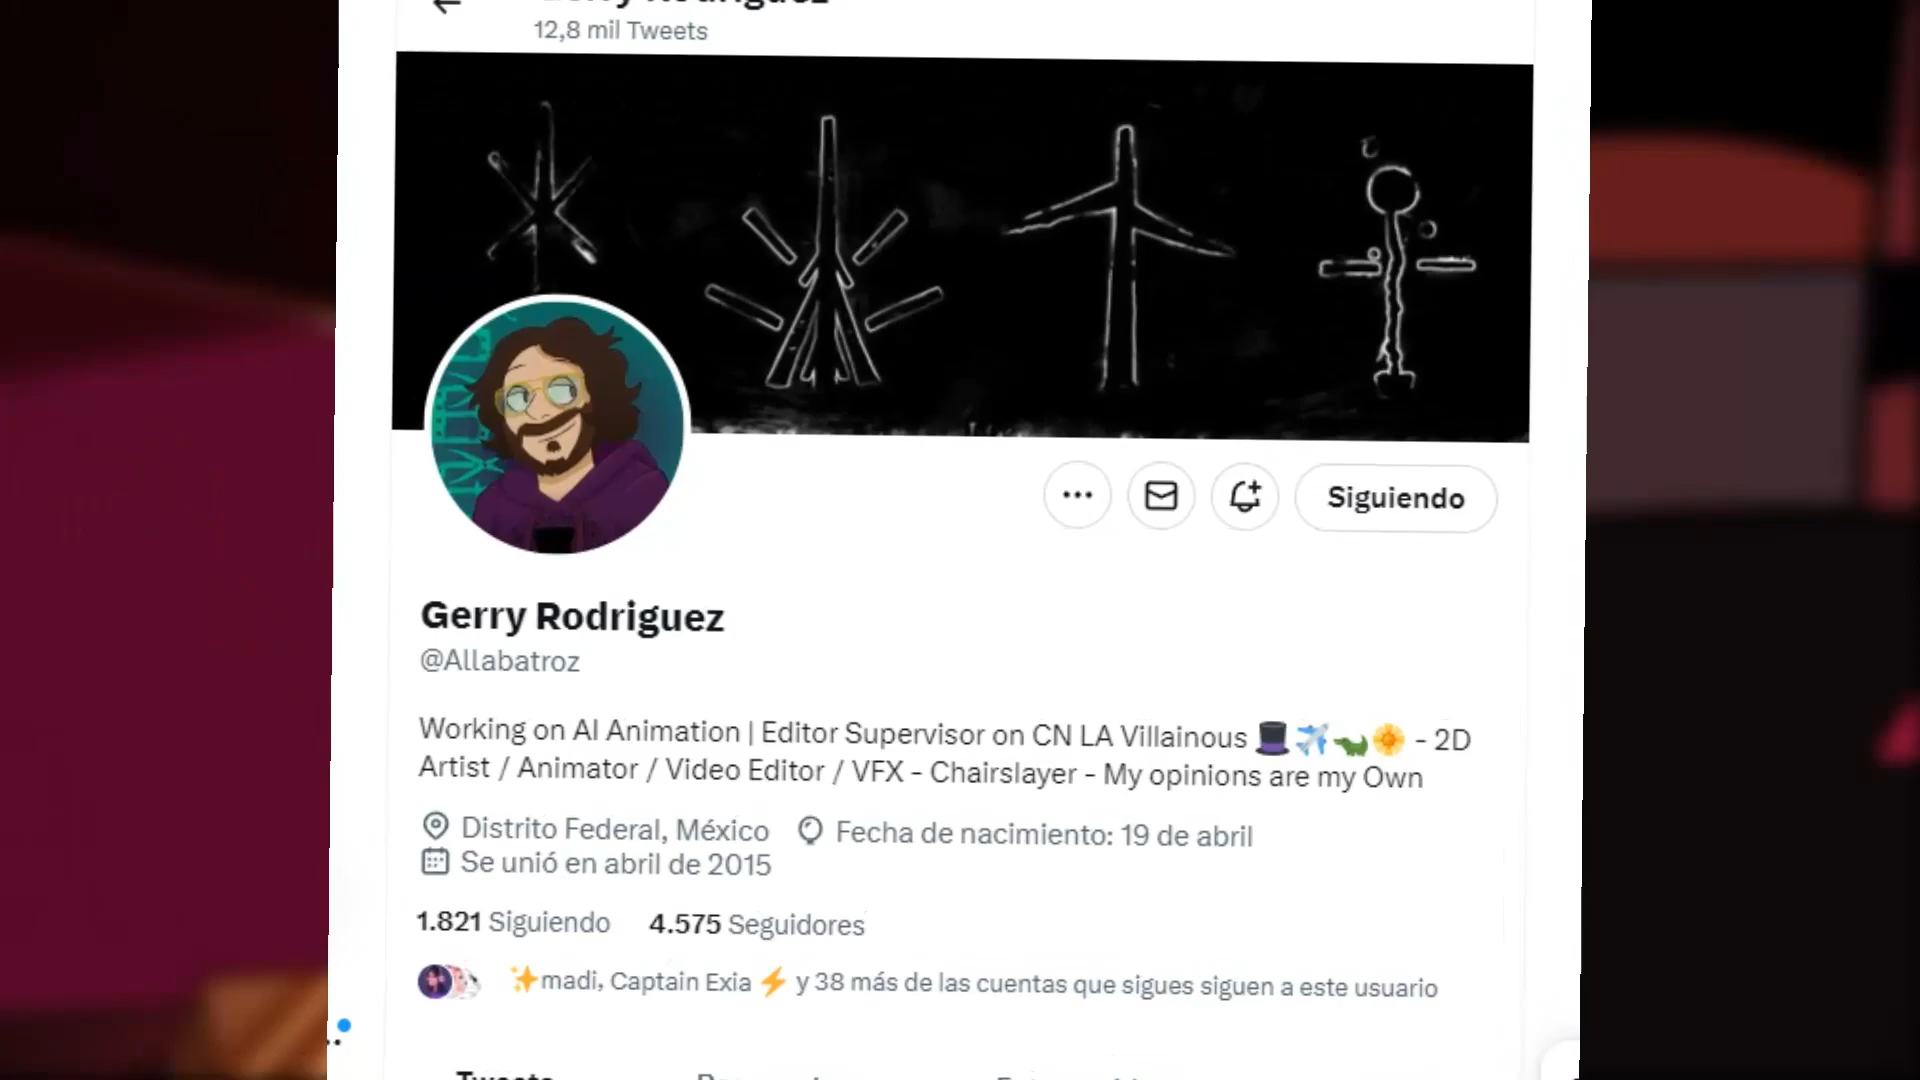 Gerry Rodriguez
12,8 mil Tweets
Siguiendo
Gerry Rodriguez
@Allabatroz
Working on AI Animation | Editor Supervisor on CN LA Villainous 🎩✈️🐊🌼 - 2D
Artist / Animator / Video Editor / VFX - Chairslayer - My opinions are my Own
Distrito Federal, México Fecha de nacimiento: 19 de abril
Se unió en abril de 2015
1.821 Siguiendo 4.575 Seguidores
✨madi, Captain Exia ⚡ y 38 más de las cuentas que sigues siguen a este usuario
Tweets